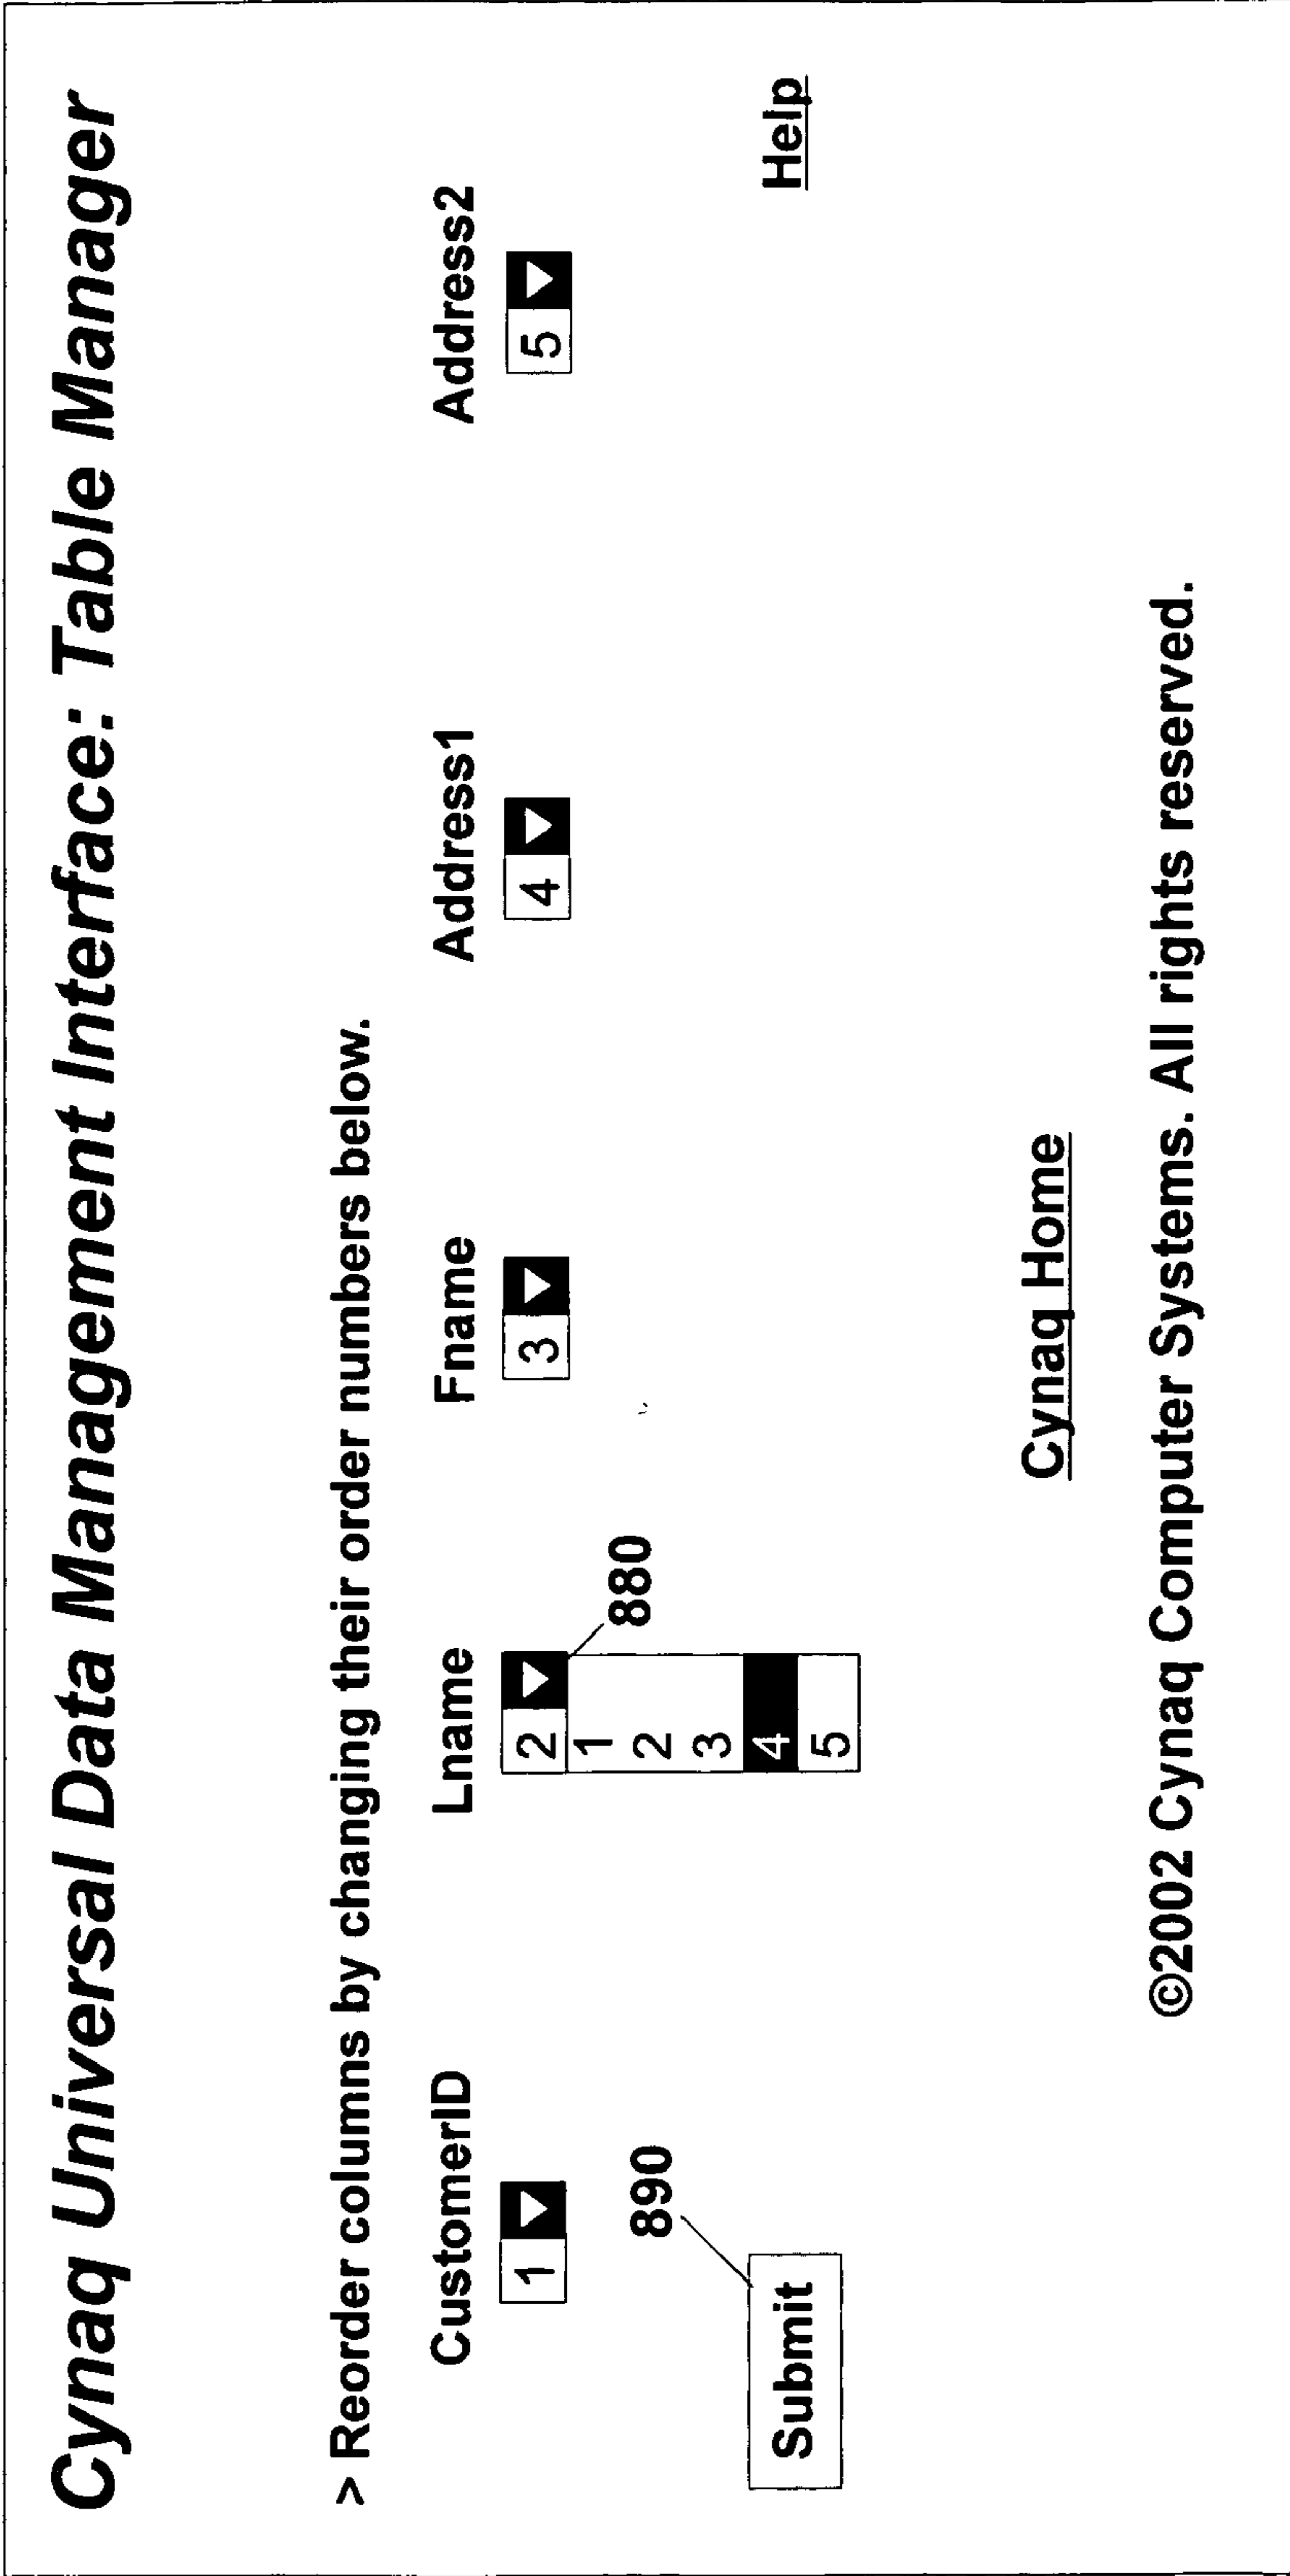 Cynaq Universal Data Management Interface: Table Manager
> Reorder columns by changing their order numbers below.
CustomerID Lname Fname Address1 Address2
1 2 3 4 5
1
2
3
4
5
880
890
Submit
Help
Cynaq Home
©2002 Cynaq Computer Systems. All rights reserved.